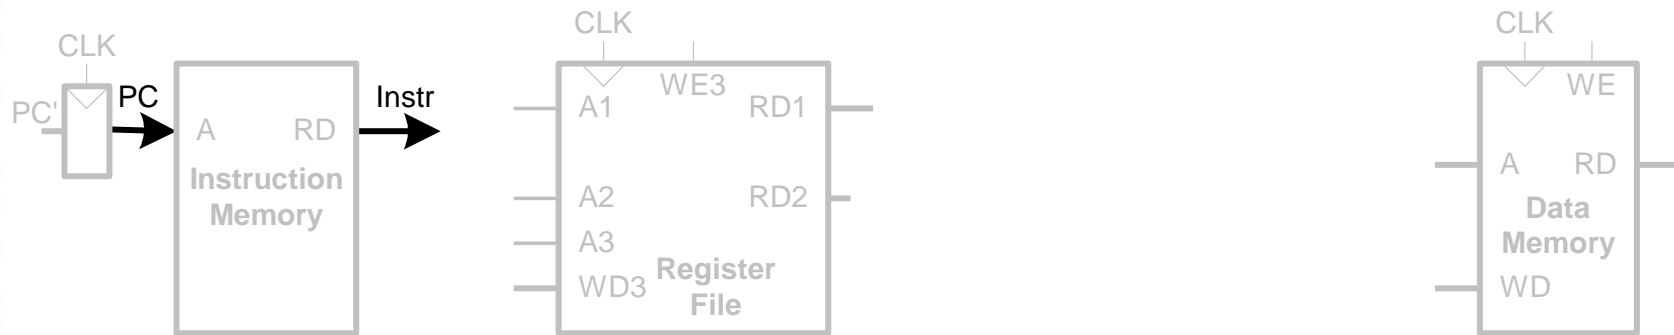 CLK
PC'
PC
A
RD
Instruction
Memory
Instr
CLK
WE3
A1
RD1
A2
RD2
A3
WD3
Register
File
CLK
WE
A
RD
Data
Memory
WD